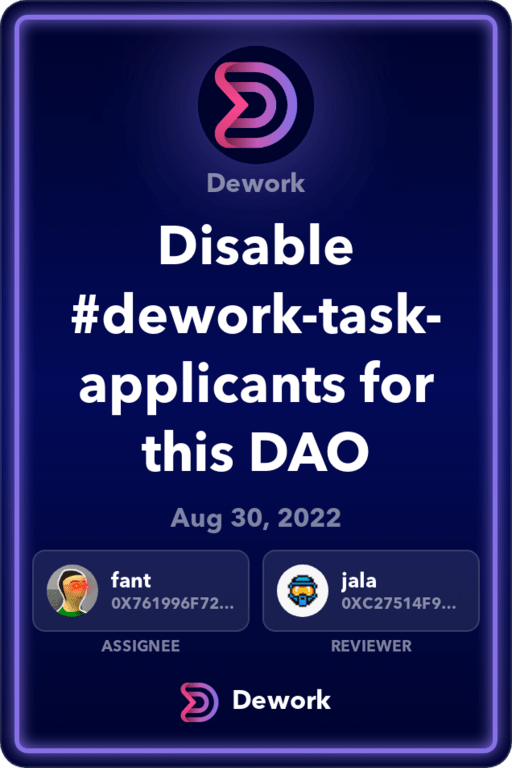 Dework
Disable
#dework-task-
applicants for
this DAO
Aug 30, 2022
fant
0X761996F72...
jala
0XC27514F9...
ASSIGNEE
REVIEWER
Dework